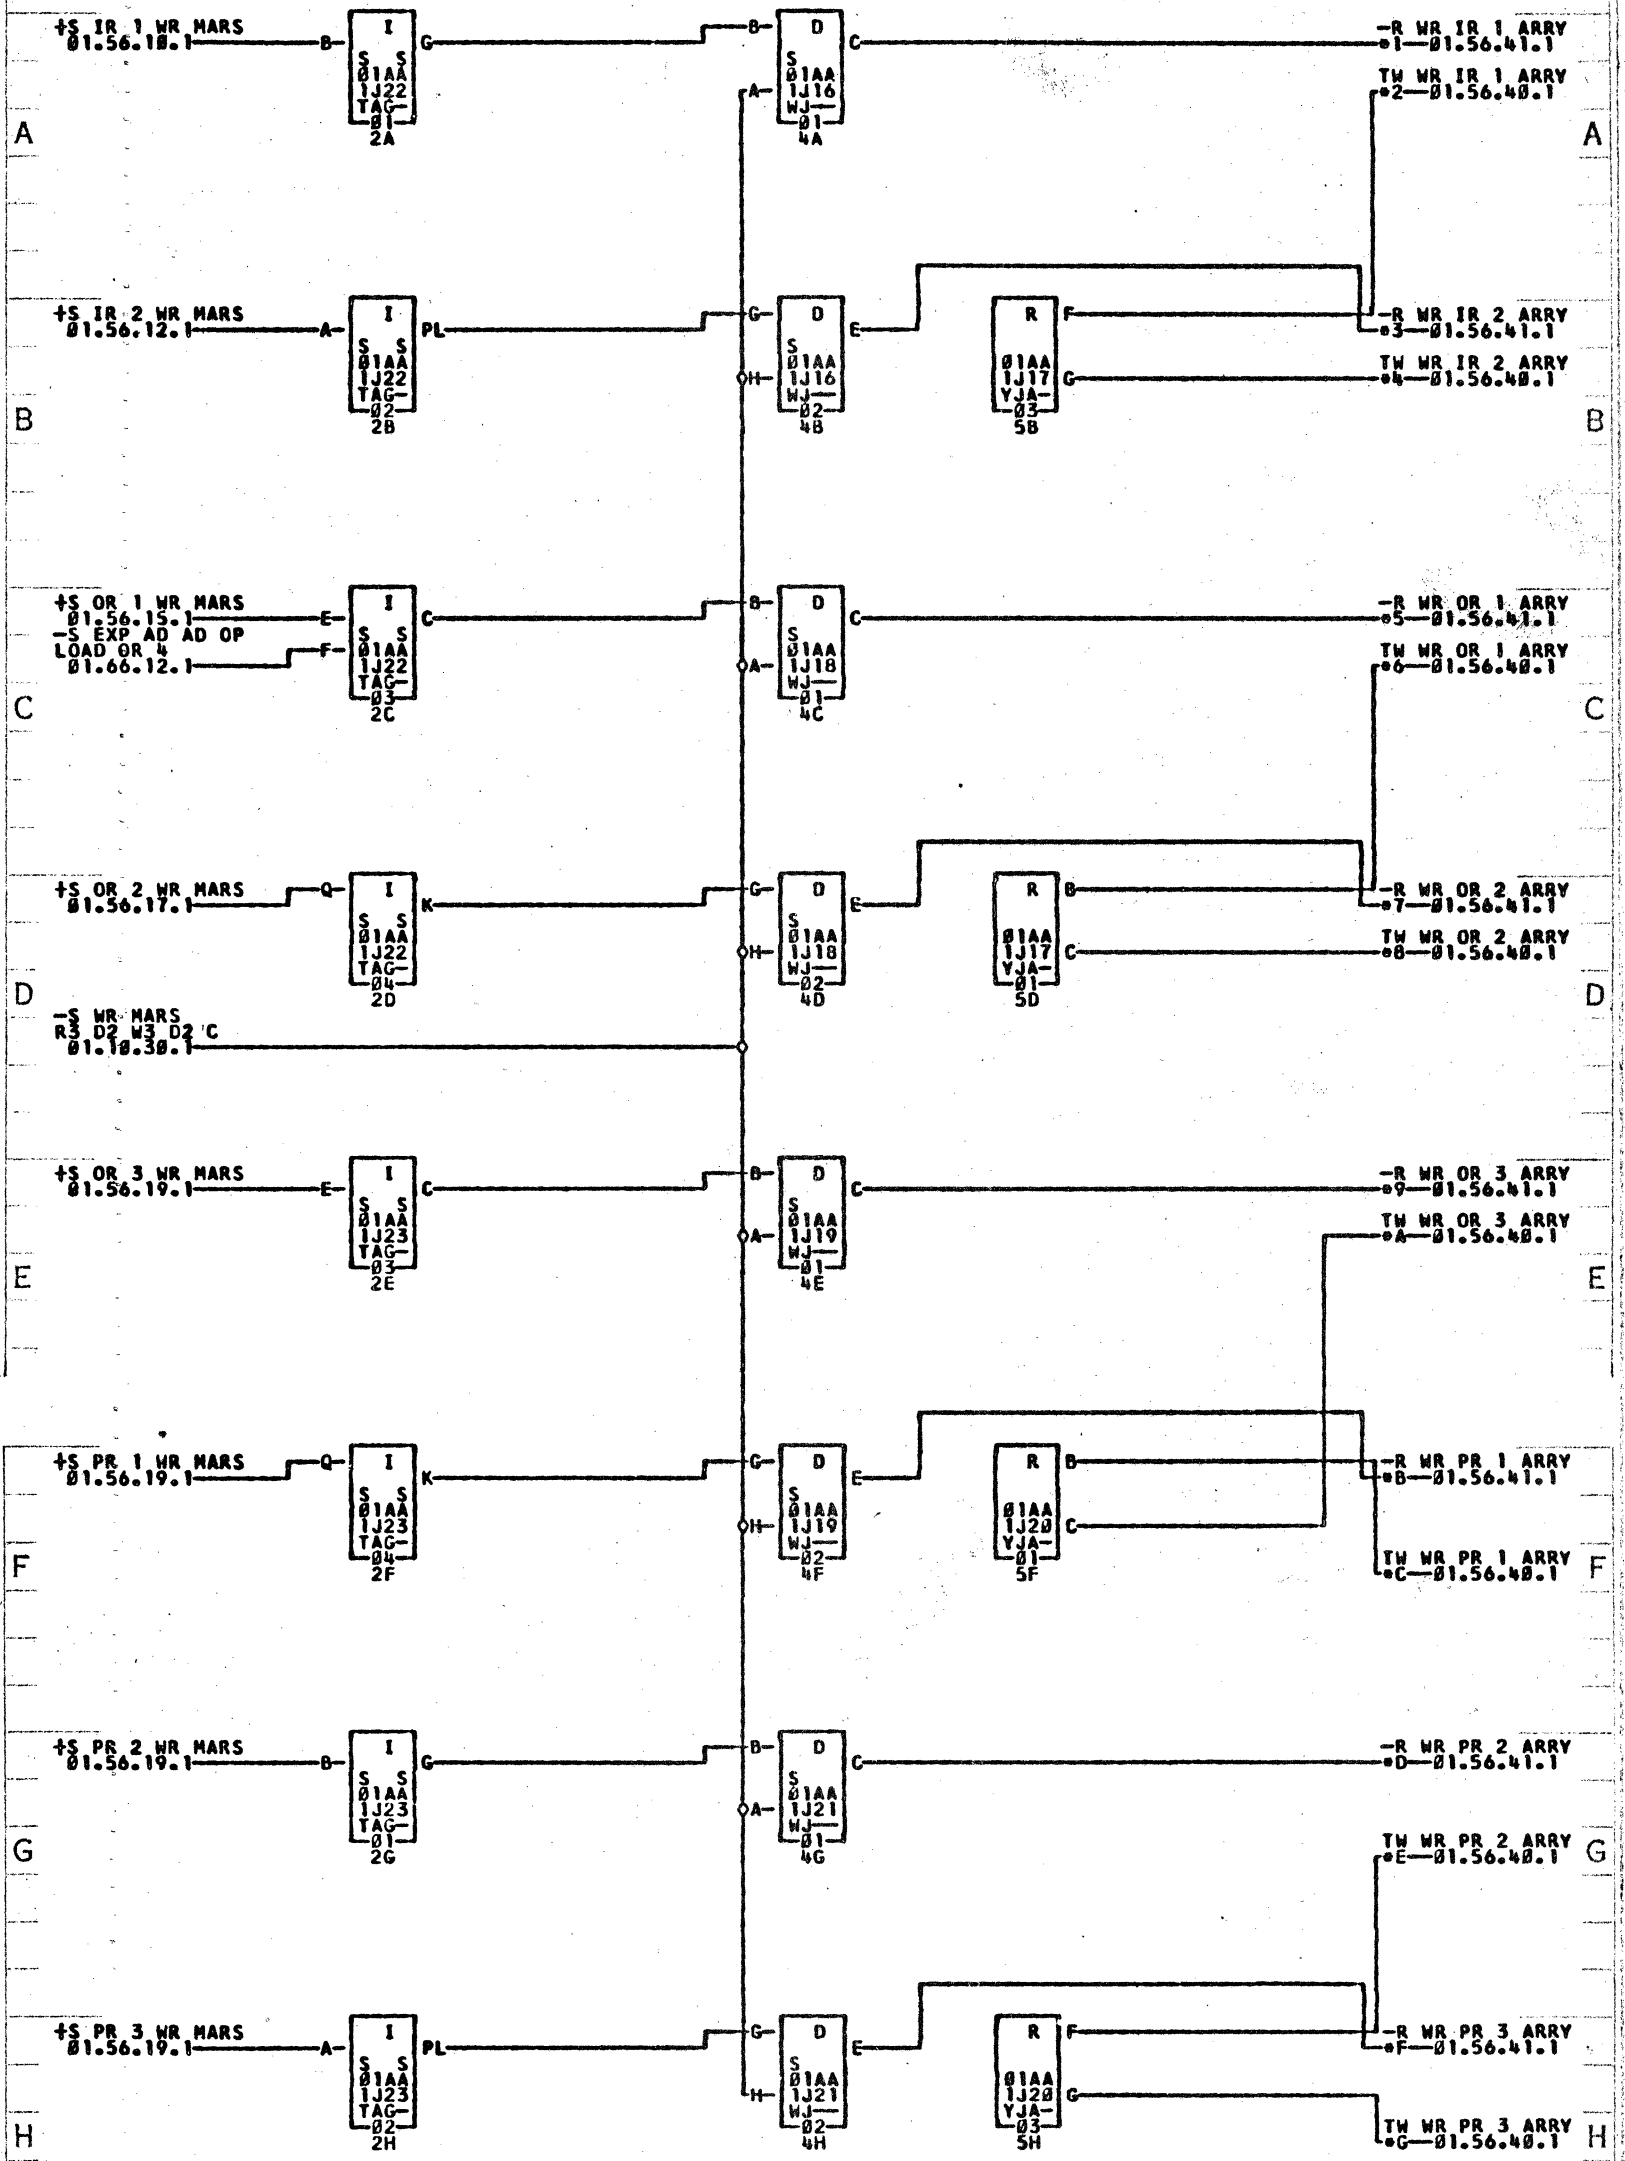 +S IR 1 WR MARS
01.56.10.1 B I G B D C -R WR IR 1 ARRY
*1 01.56.41.1
S S S
01AA 01AA TW WR IR 1 ARRY
1J22 A 1J16 *2 01.56.40.1
TAG- WJ
01 01
2A 4A
A A
+S IR 2 WR MARS
01.56.12.1 A I PL G D E R F -R WR IR 2 ARRY
*3 01.56.41.1
S S S
01AA 01AA 01AA TW WR IR 2 ARRY
1J22 H 1J16 1J17 G *4 01.56.40.1
TAG- WJ YJA-
02 02 03
2B 4B 5B
B B
+S OR 1 WR MARS
01.56.15.1 E I C B D C -R WR OR 1 ARRY
*5 01.56.41.1
-S EXP AD AD OP
LOAD OR 4
01.66.12.1 F
S S S
01AA 01AA TW WR OR 1 ARRY
1J22 A 1J18 *6 01.56.40.1
TAG- WJ
03 01
2C 4C
C C
+S OR 2 WR MARS
01.56.17.1 Q I K G D E R B -R WR OR 2 ARRY
*7 01.56.41.1
S S S
01AA 01AA 01AA TW WR OR 2 ARRY
1J22 H 1J18 1J17 C *8 01.56.40.1
TAG- WJ YJA-
04 02 01
2D 4D 5D
D D
-S WR MARS
R3 D2 W3 D2 C
01.10.30.1
+S OR 3 WR MARS
01.56.19.1 E I C B D C -R WR OR 3 ARRY
*9 01.56.41.1
S S S
01AA 01AA TW WR OR 3 ARRY
1J23 A 1J19 *A 01.56.40.1
TAG- WJ
03 01
2E 4E
E E
+S PR 1 WR MARS
01.56.19.1 Q I K G D E R B -R WR PR 1 ARRY
*B 01.56.41.1
S S S
01AA 01AA 01AA
1J23 H 1J19 1J20 C
TAG- WJ YJA-
04 02 01 TW WR PR 1 ARRY
2F 4F 5F *C 01.56.40.1
F F
+S PR 2 WR MARS
01.56.19.1 B I G B D C -R WR PR 2 ARRY
*D 01.56.41.1
S S S
01AA 01AA
1J23 A 1J21
TAG- WJ
01 01 TW WR PR 2 ARRY
2G 4G *E 01.56.40.1
G G
+S PR 3 WR MARS
01.56.19.1 A I PL G D E R F -R WR PR 3 ARRY
*F 01.56.41.1
S S S
01AA 01AA 01AA
1J23 H 1J21 1J20 G
TAG- WJ YJA-
02 02 03 TW WR PR 3 ARRY
2H 4H 5H *G 01.56.40.1
H H